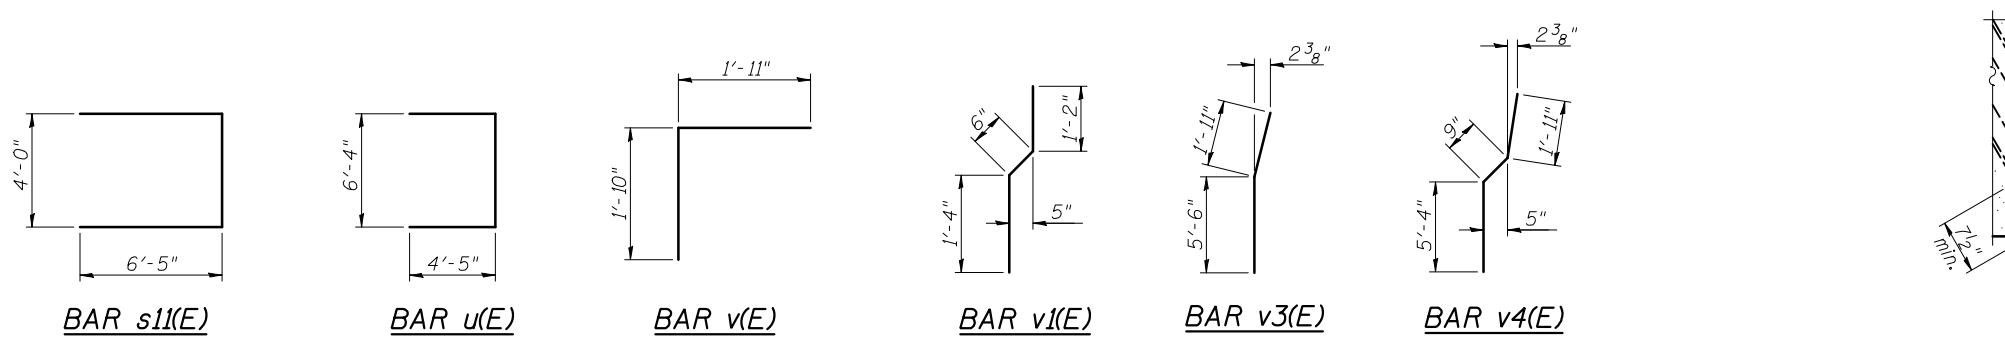 4'-0"
6'-5"
BAR s11(E)
6'-4"
4'-5"
BAR u(E)
1'-11"
1'-10"
BAR v(E)
6"
1'-2"
1'-4"
5"
BAR v1(E)
2 3/8"
1'-11"
5'-6"
BAR v3(E)
2 3/8"
9"
1'-11"
5'-4"
5"
BAR v4(E)
7 1/2"
min.